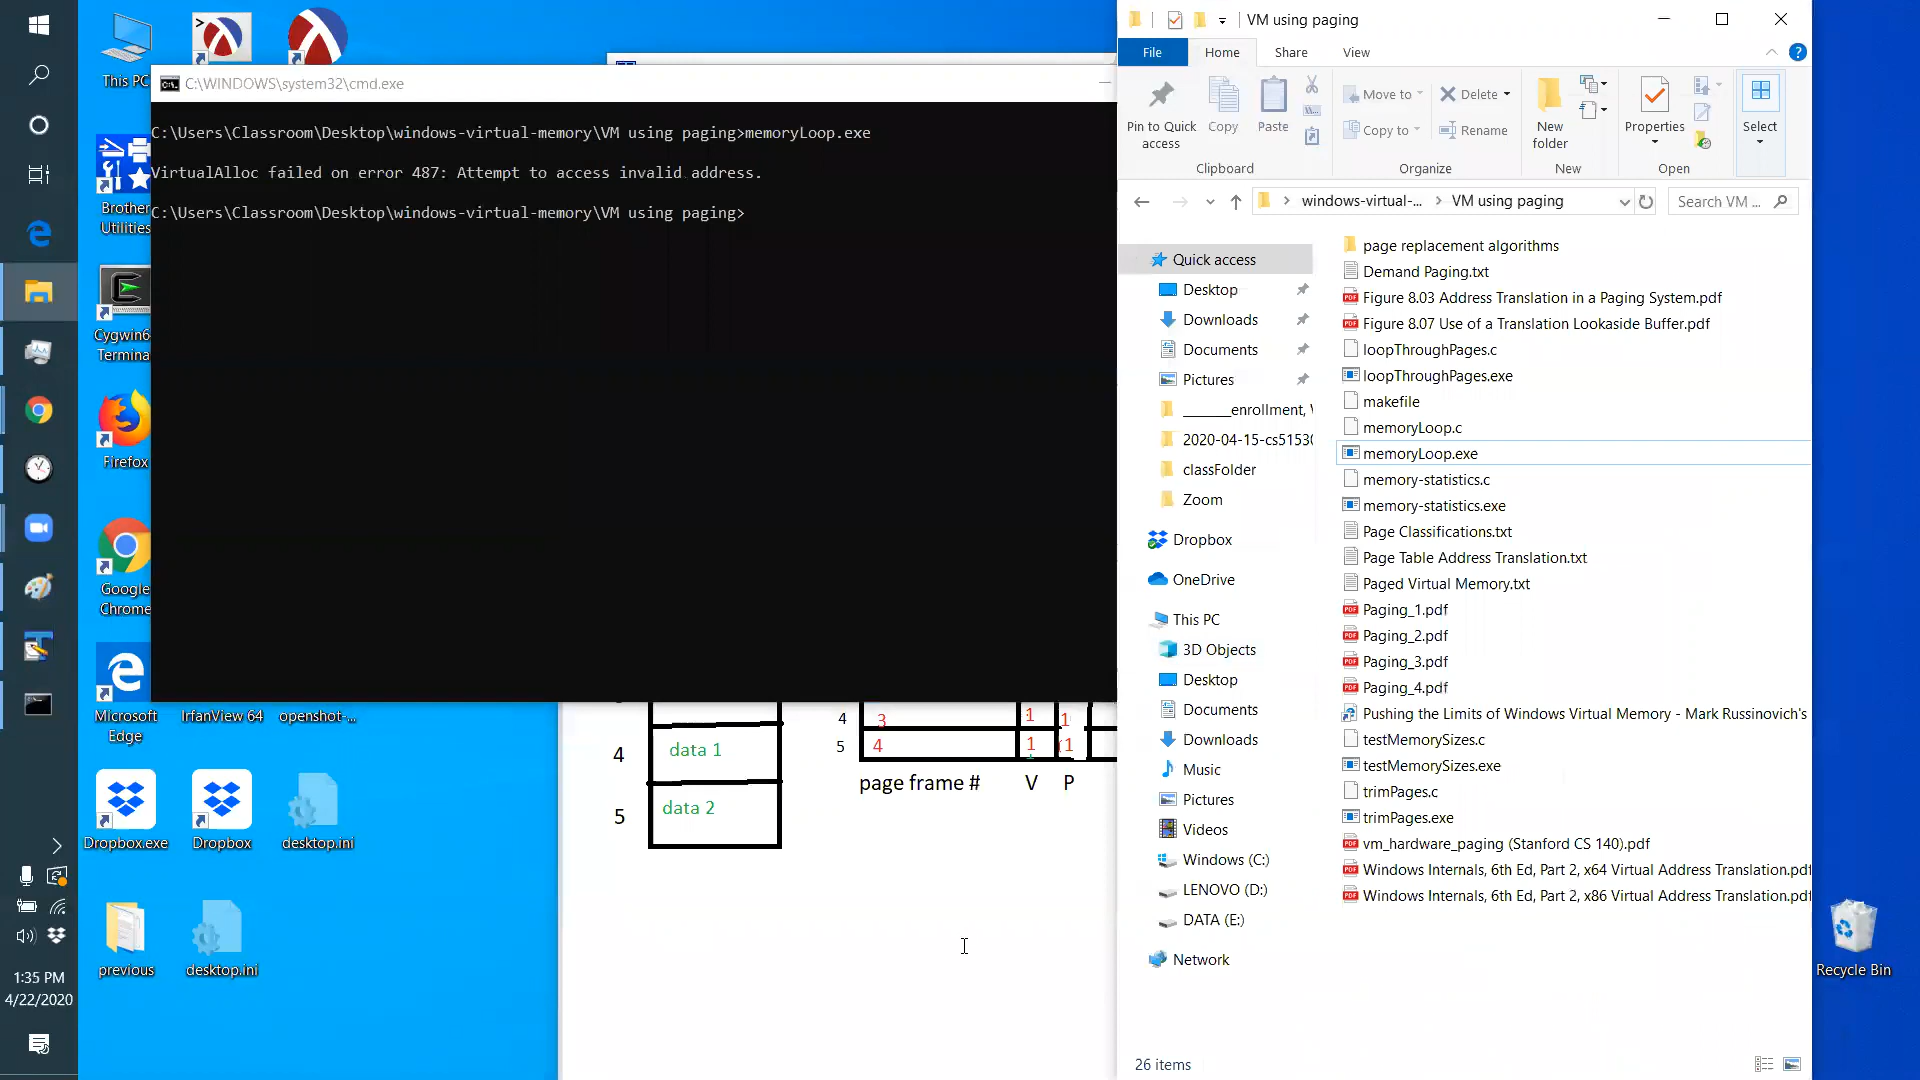 This PC
Brother
Utilities
Cygwin6
Terminal
Firefox
Google
Chrome
Microsoft
Edge
IrfanView 64
openshot-...
Dropbox.exe
Dropbox
desktop.ini
previous
desktop.ini
1:35 PM
4/22/2020
C:\WINDOWS\system32\cmd.exe
C:\Users\Classroom\Desktop\windows-virtual-memory\VM using paging>memoryLoop.exe
VirtualAlloc failed on error 487: Attempt to access invalid address.
C:\Users\Classroom\Desktop\windows-virtual-memory\VM using paging>
4 3 1 1
4 data 1
5 4 1 1
page frame # V P
5 data 2
VM using paging
File Home Share View
Pin to Quick
access
Copy
Paste
Clipboard
Move to
Copy to
Delete
Rename
Organize
New
folder
New
Properties
Open
Select
windows-virtual-... VM using paging
Search VM ...
Quick access
Desktop
Downloads
Documents
Pictures
_______enrollment,
2020-04-15-cs5153
classFolder
Zoom
Dropbox
OneDrive
This PC
3D Objects
Desktop
Documents
Downloads
Music
Pictures
Videos
Windows (C:)
LENOVO (D:)
DATA (E:)
Network
page replacement algorithms
Demand Paging.txt
Figure 8.03 Address Translation in a Paging System.pdf
Figure 8.07 Use of a Translation Lookaside Buffer.pdf
loopThroughPages.c
loopThroughPages.exe
makefile
memoryLoop.c
memoryLoop.exe
memory-statistics.c
memory-statistics.exe
Page Classifications.txt
Page Table Address Translation.txt
Paged Virtual Memory.txt
Paging_1.pdf
Paging_2.pdf
Paging_3.pdf
Paging_4.pdf
Pushing the Limits of Windows Virtual Memory - Mark Russinovich's
testMemorySizes.c
testMemorySizes.exe
trimPages.c
trimPages.exe
vm_hardware_paging (Stanford CS 140).pdf
Windows Internals, 6th Ed, Part 2, x64 Virtual Address Translation.pdf
Windows Internals, 6th Ed, Part 2, x86 Virtual Address Translation.pdf
26 items
Recycle Bin